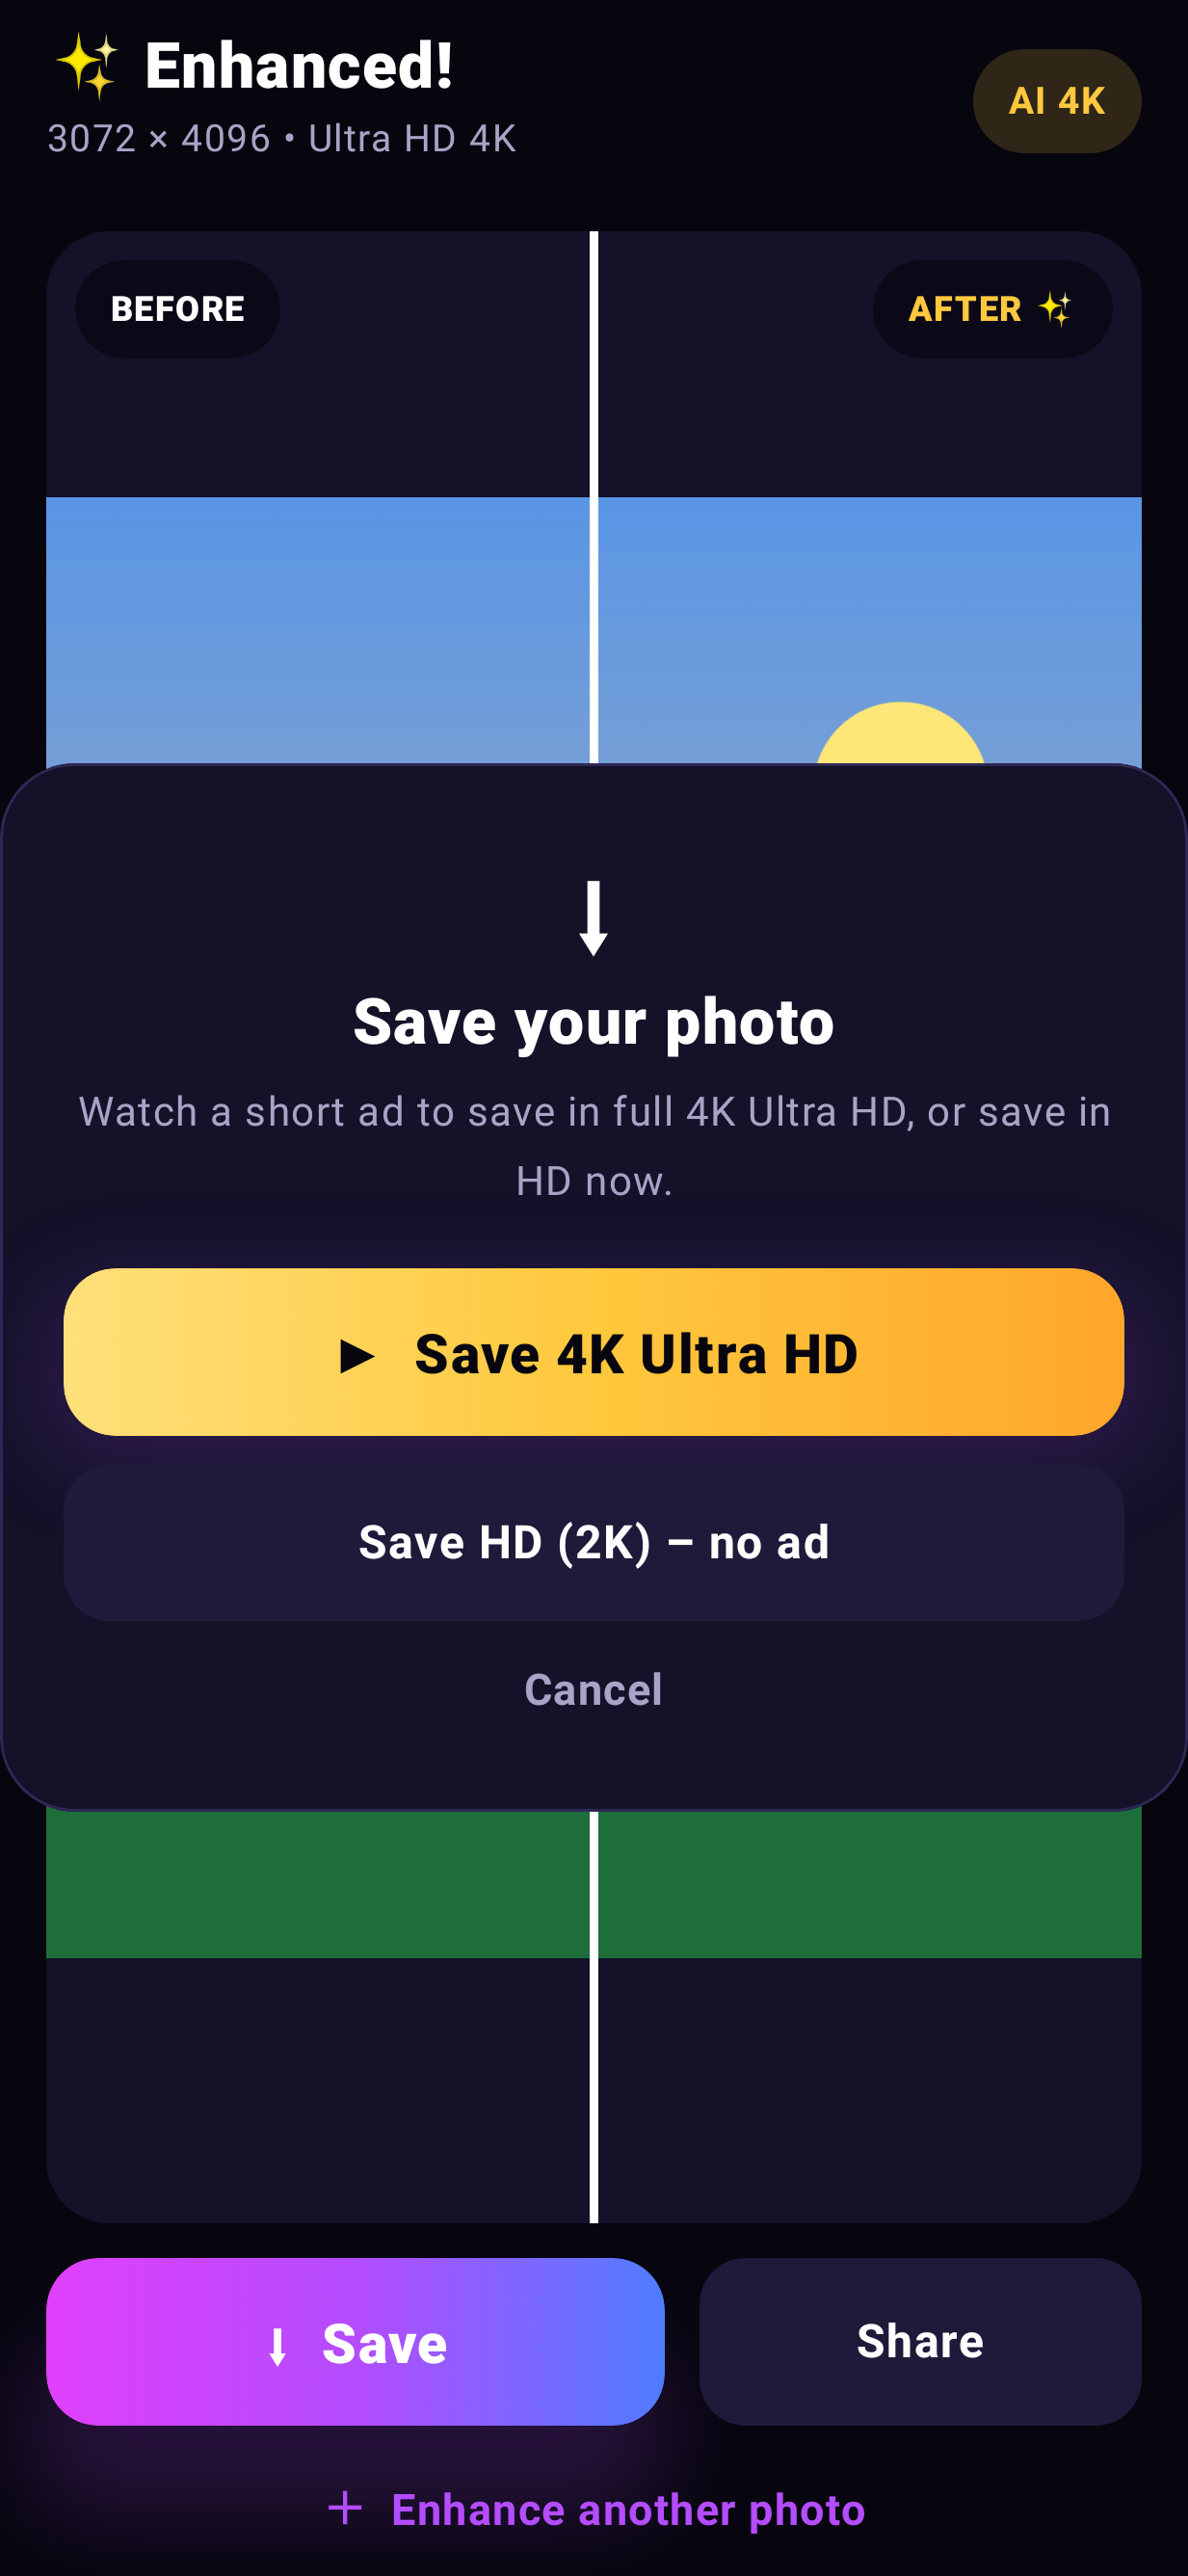 ✨ Enhanced!
3072 × 4096 • Ultra HD 4K
AI 4K
BEFORE
AFTER ✨
Save your photo
Watch a short ad to save in full 4K Ultra HD, or save in
HD now.
▶ Save 4K Ultra HD
Save HD (2K) – no ad
Cancel
⬇ Save
Share
＋ Enhance another photo